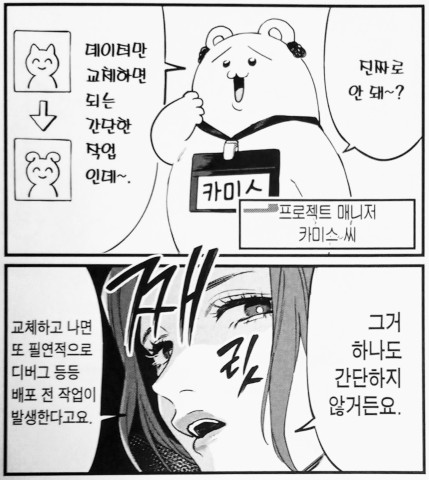 진짜로
안 돼~?
데이터만
교체하면
되는
간단한
작업
인데~.
카미스
프로젝트 매니저
카미스 씨
째
릿
그거
하나도
간단하지
않거든요.
교체하고 나면
또 필연적으로
디버그 등등
배포 전 작업이
발생한다고요.